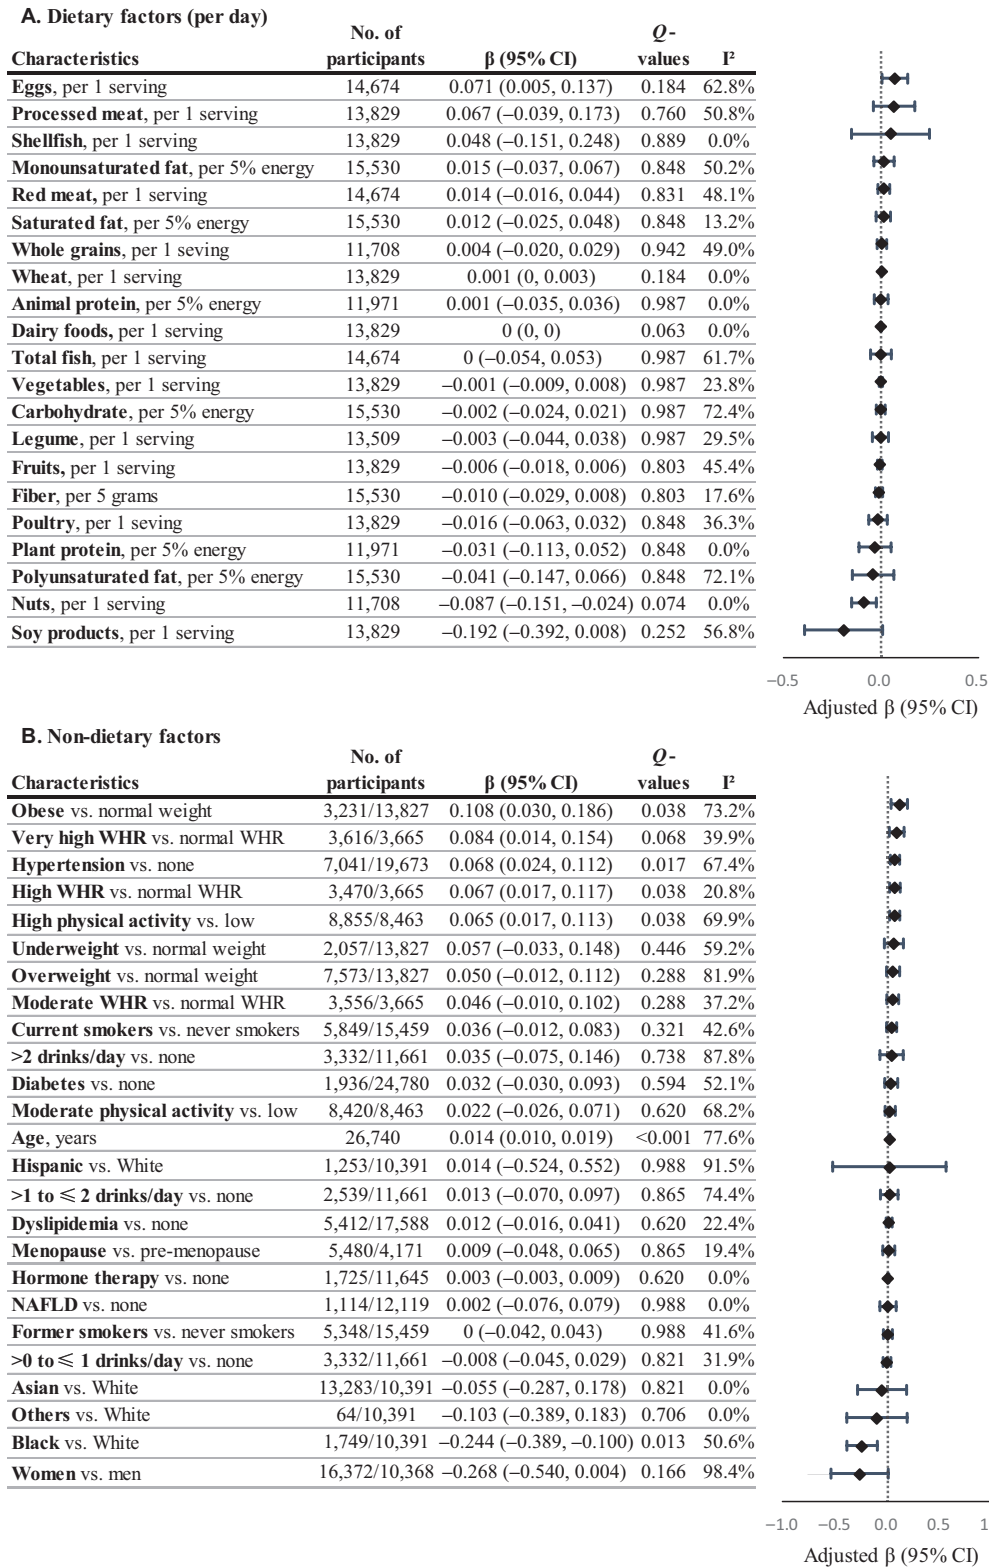 A. Dietary factors (per day)
No. of Q-
Characteristics participants β (95% CI) values I²
Eggs, per 1 serving 14,674 0.071 (0.005, 0.137) 0.184 62.8%
Processed meat, per 1 serving 13,829 0.067 (–0.039, 0.173) 0.760 50.8%
Shellfish, per 1 serving 13,829 0.048 (–0.151, 0.248) 0.889 0.0%
Monounsaturated fat, per 5% energy 15,530 0.015 (–0.037, 0.067) 0.848 50.2%
Red meat, per 1 serving 14,674 0.014 (–0.016, 0.044) 0.831 48.1%
Saturated fat, per 5% energy 15,530 0.012 (–0.025, 0.048) 0.848 13.2%
Whole grains, per 1 seving 11,708 0.004 (–0.020, 0.029) 0.942 49.0%
Wheat, per 1 serving 13,829 0.001 (0, 0.003) 0.184 0.0%
Animal protein, per 5% energy 11,971 0.001 (–0.035, 0.036) 0.987 0.0%
Dairy foods, per 1 serving 13,829 0 (0, 0) 0.063 0.0%
Total fish, per 1 serving 14,674 0 (–0.054, 0.053) 0.987 61.7%
Vegetables, per 1 serving 13,829 –0.001 (–0.009, 0.008) 0.987 23.8%
Carbohydrate, per 5% energy 15,530 –0.002 (–0.024, 0.021) 0.987 72.4%
Legume, per 1 serving 13,509 –0.003 (–0.044, 0.038) 0.987 29.5%
Fruits, per 1 serving 13,829 –0.006 (–0.018, 0.006) 0.803 45.4%
Fiber, per 5 grams 15,530 –0.010 (–0.029, 0.008) 0.803 17.6%
Poultry, per 1 seving 13,829 –0.016 (–0.063, 0.032) 0.848 36.3%
Plant protein, per 5% energy 11,971 –0.031 (–0.113, 0.052) 0.848 0.0%
Polyunsaturated fat, per 5% energy 15,530 –0.041 (–0.147, 0.066) 0.848 72.1%
Nuts, per 1 serving 11,708 –0.087 (–0.151, –0.024) 0.074 0.0%
Soy products, per 1 serving 13,829 –0.192 (–0.392, 0.008) 0.252 56.8%
–0.5 0.0 0.5
Adjusted β (95% CI)
B. Non-dietary factors
No. of Q-
Characteristics participants β (95% CI) values I²
Obese vs. normal weight 3,231/13,827 0.108 (0.030, 0.186) 0.038 73.2%
Very high WHR vs. normal WHR 3,616/3,665 0.084 (0.014, 0.154) 0.068 39.9%
Hypertension vs. none 7,041/19,673 0.068 (0.024, 0.112) 0.017 67.4%
High WHR vs. normal WHR 3,470/3,665 0.067 (0.017, 0.117) 0.038 20.8%
High physical activity vs. low 8,855/8,463 0.065 (0.017, 0.113) 0.038 69.9%
Underweight vs. normal weight 2,057/13,827 0.057 (–0.033, 0.148) 0.446 59.2%
Overweight vs. normal weight 7,573/13,827 0.050 (–0.012, 0.112) 0.288 81.9%
Moderate WHR vs. normal WHR 3,556/3,665 0.046 (–0.010, 0.102) 0.288 37.2%
Current smokers vs. never smokers 5,849/15,459 0.036 (–0.012, 0.083) 0.321 42.6%
>2 drinks/day vs. none 3,332/11,661 0.035 (–0.075, 0.146) 0.738 87.8%
Diabetes vs. none 1,936/24,780 0.032 (–0.030, 0.093) 0.594 52.1%
Moderate physical activity vs. low 8,420/8,463 0.022 (–0.026, 0.071) 0.620 68.2%
Age, years 26,740 0.014 (0.010, 0.019) <0.001 77.6%
Hispanic vs. White 1,253/10,391 0.014 (–0.524, 0.552) 0.988 91.5%
>1 to ⩽ 2 drinks/day vs. none 2,539/11,661 0.013 (–0.070, 0.097) 0.865 74.4%
Dyslipidemia vs. none 5,412/17,588 0.012 (–0.016, 0.041) 0.620 22.4%
Menopause vs. pre-menopause 5,480/4,171 0.009 (–0.048, 0.065) 0.865 19.4%
Hormone therapy vs. none 1,725/11,645 0.003 (–0.003, 0.009) 0.620 0.0%
NAFLD vs. none 1,114/12,119 0.002 (–0.076, 0.079) 0.988 0.0%
Former smokers vs. never smokers 5,348/15,459 0 (–0.042, 0.043) 0.988 41.6%
>0 to ⩽ 1 drinks/day vs. none 3,332/11,661 –0.008 (–0.045, 0.029) 0.821 31.9%
Asian vs. White 13,283/10,391 –0.055 (–0.287, 0.178) 0.821 0.0%
Others vs. White 64/10,391 –0.103 (–0.389, 0.183) 0.706 0.0%
Black vs. White 1,749/10,391 –0.244 (–0.389, –0.100) 0.013 50.6%
Women vs. men 16,372/10,368 –0.268 (–0.540, 0.004) 0.166 98.4%
–1.0 –0.5 0.0 0.5 1
Adjusted β (95% CI)